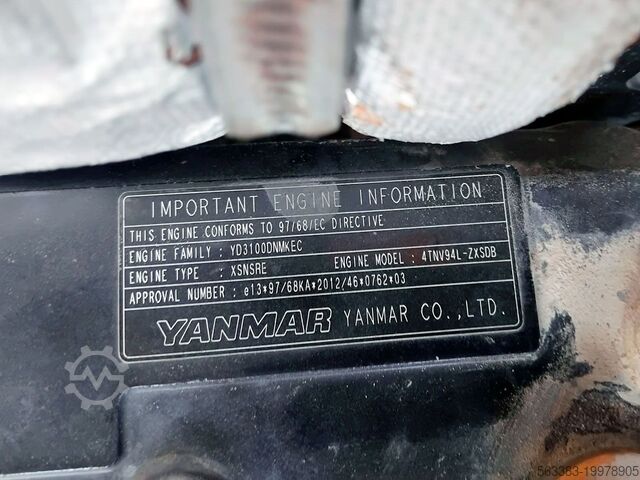 IMPORTANT ENGINE INFORMATION
THIS ENGINE CONFORMS TO 97/68/EC DIRECTIVE
ENGINE FAMILY : YD3100DNMKEC
ENGINE TYPE : XSNSRE ENGINE MODEL : 4TNV94L-ZXSDB
APPROVAL NUMBER : e13*97/68KA*2012/46*0762*03
YANMAR YANMAR CO.,LTD.
563383-19978905